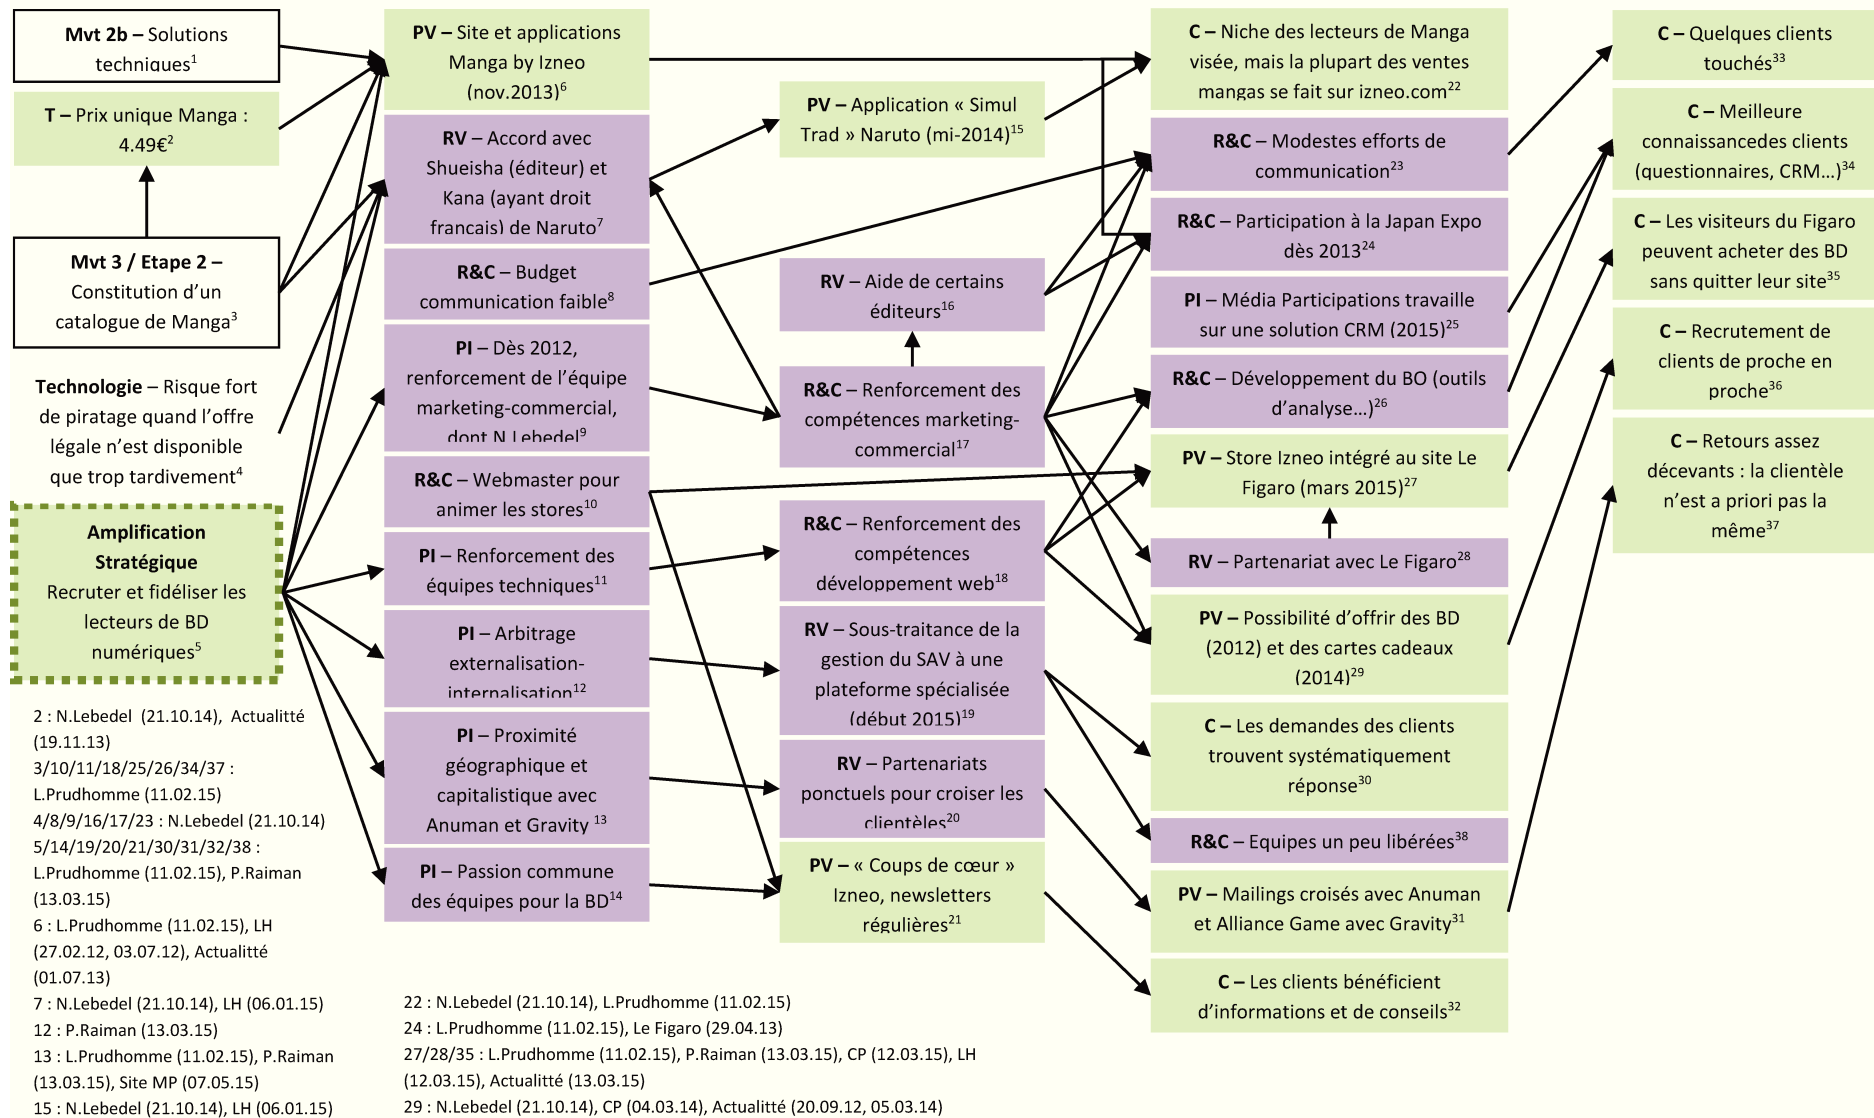 Mvt 2b – Solutions
techniques1
T – Prix unique Manga :
4.49€2
Mvt 3 / Etape 2 –
Constitution d'un
catalogue de Manga3
Technologie – Risque fort
de piratage quand l'offre
légale n'est disponible
que trop tardivement4
Amplification
Stratégique
Recruter et fidéliser les
lecteurs de BD
numériques5
PV – Site et applications
Manga by Izneo
(nov.2013)6
RV – Accord avec
Shueisha (éditeur) et
Kana (ayant droit
français) de Naruto7
R&C – Budget
communication faible8
PI – Dès 2012,
renforcement de l'équipe
marketing-commercial,
dont N.Lebedel9
R&C – Webmaster pour
animer les stores10
PI – Renforcement des
équipes techniques11
PI – Arbitrage
externalisation-
internalisation12
PI – Proximité
géographique et
capitalistique avec
Anuman et Gravity 13
PI – Passion commune
des équipes pour la BD14
PV – Application « Simul
Trad » Naruto (mi-2014)15
RV – Aide de certains
éditeurs16
R&C – Renforcement des
compétences marketing-
commercial17
R&C – Renforcement des
compétences
développement web18
RV – Sous-traitance de la
gestion du SAV à une
plateforme spécialisée
(début 2015)19
RV – Partenariats
ponctuels pour croiser les
clientèles20
PV – « Coups de cœur »
Izneo, newsletters
régulières21
C – Niche des lecteurs de Manga
visée, mais la plupart des ventes
mangas se fait sur izneo.com22
R&C – Modestes efforts de
communication23
R&C – Participation à la Japan Expo
dès 201324
PI – Média Participations travaille
sur une solution CRM (2015)25
R&C – Développement du BO (outils
d'analyse…)26
PV – Store Izneo intégré au site Le
Figaro (mars 2015)27
RV – Partenariat avec Le Figaro28
PV – Possibilité d'offrir des BD
(2012) et des cartes cadeaux
(2014)29
C – Les demandes des clients
trouvent systématiquement
réponse30
R&C – Equipes un peu libérées38
PV – Mailings croisés avec Anuman
et Alliance Game avec Gravity31
C – Les clients bénéficient
d'informations et de conseils32
C – Quelques clients
touchés33
C – Meilleure
connaissancedes clients
(questionnaires, CRM…)34
C – Les visiteurs du Figaro
peuvent acheter des BD
sans quitter leur site35
C – Recrutement de
clients de proche en
proche36
C – Retours assez
décevants : la clientèle
n'est a priori pas la
même37
2 : N.Lebedel (21.10.14), Actualitté
(19.11.13)
3/10/11/18/25/26/34/37 :
L.Prudhomme (11.02.15)
4/8/9/16/17/23 : N.Lebedel (21.10.14)
5/14/19/20/21/30/31/32/38 :
L.Prudhomme (11.02.15), P.Raiman
(13.03.15)
6 : L.Prudhomme (11.02.15), LH
(27.02.12, 03.07.12), Actualitté
(01.07.13)
7 : N.Lebedel (21.10.14), LH (06.01.15)
12 : P.Raiman (13.03.15)
13 : L.Prudhomme (11.02.15), P.Raiman
(13.03.15), Site MP (07.05.15)
15 : N.Lebedel (21.10.14), LH (06.01.15)
22 : N.Lebedel (21.10.14), L.Prudhomme (11.02.15)
24 : L.Prudhomme (11.02.15), Le Figaro (29.04.13)
27/28/35 : L.Prudhomme (11.02.15), P.Raiman (13.03.15), CP (12.03.15), LH
(12.03.15), Actualitté (13.03.15)
29 : N.Lebedel (21.10.14), CP (04.03.14), Actualitté (20.09.12, 05.03.14)